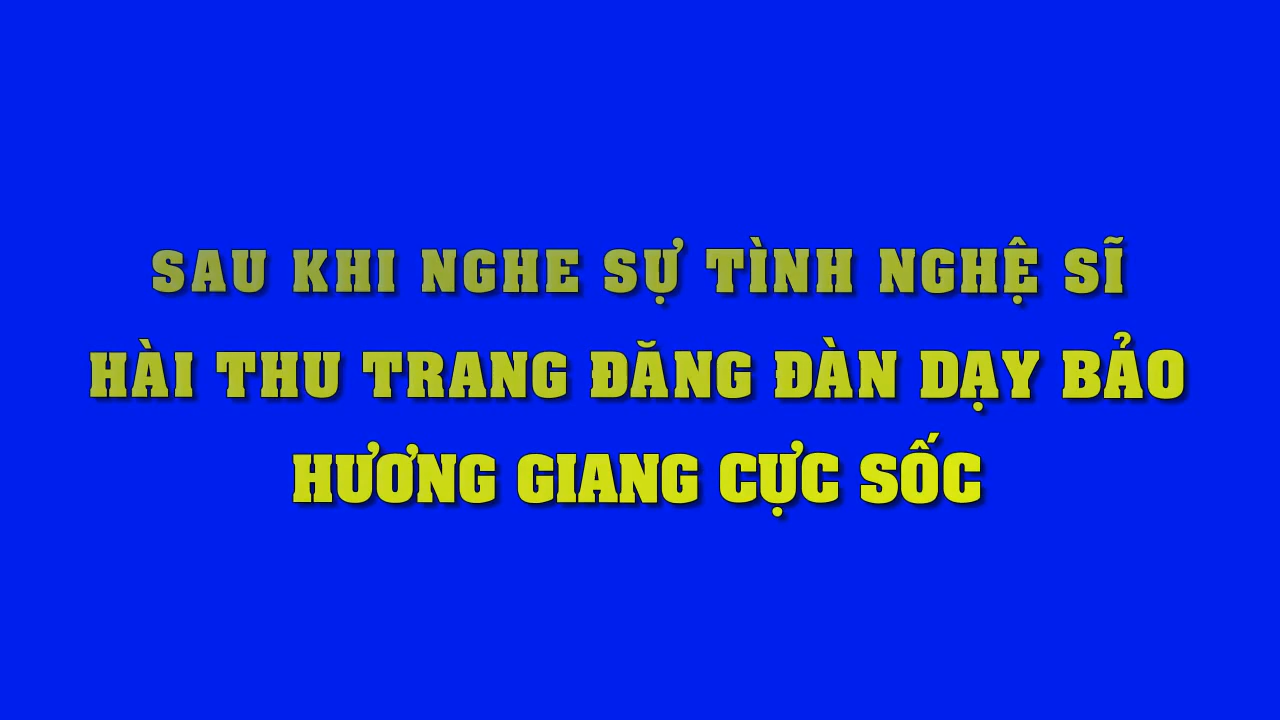 SAU KHI NGHE SỰ TÌNH NGHỆ SĨ
HÀI THU TRANG ĐĂNG ĐÀN DẠY BẢO
HƯƠNG GIANG CỰC SỐC